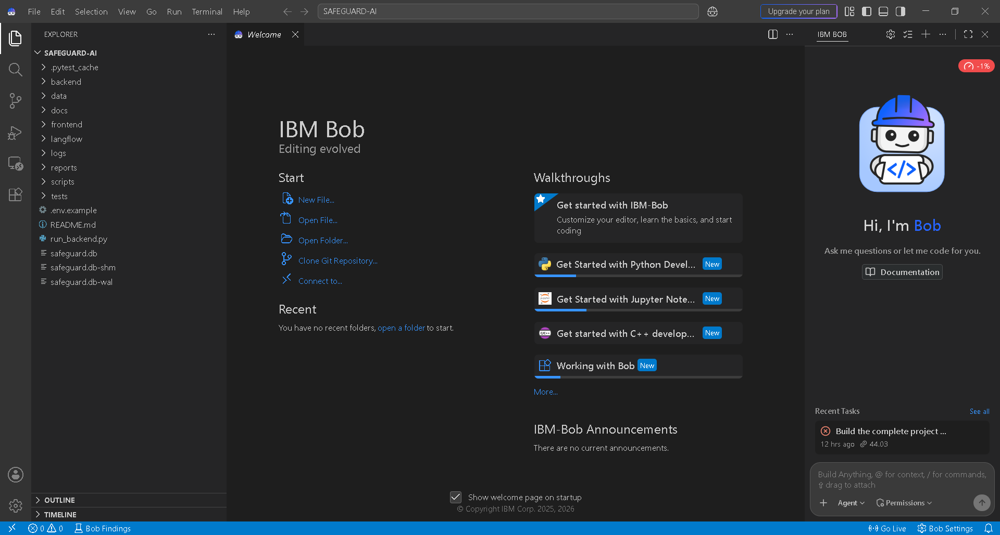 File Edit Selection View Go Run Terminal Help
SAFEGUARD-AI
Upgrade your plan
EXPLORER
SAFEGUARD-AI
.pytest_cache
backend
data
docs
frontend
langflow
logs
reports
scripts
tests
.env.example
README.md
run_backend.py
safeguard.db
safeguard.db-shm
safeguard.db-wal
OUTLINE
TIMELINE
Welcome
IBM Bob
Editing evolved
Start
New File...
Open File...
Open Folder...
Clone Git Repository...
Connect to...
Recent
You have no recent folders, open a folder to start.
Walkthroughs
Get started with IBM-Bob
Customize your editor, learn the basics, and start
coding
Get Started with Python Devel... New
Get Started with Jupyter Note... New
Get started with C++ develop... New
Working with Bob New
More...
IBM-Bob Announcements
There are no current announcements.
Show welcome page on startup
© Copyright IBM Corp. 2025, 2026
IBM BOB
-1%
</>
Hi, I'm Bob
Ask me questions or let me code for you.
Documentation
Recent Tasks See all
Build the complete project ...
12 hrs ago 44.03
Build Anything, @ for context, / for commands,
⇧ drag to attach
Agent Permissions
0 0 Bob Findings
Go Live Bob Settings